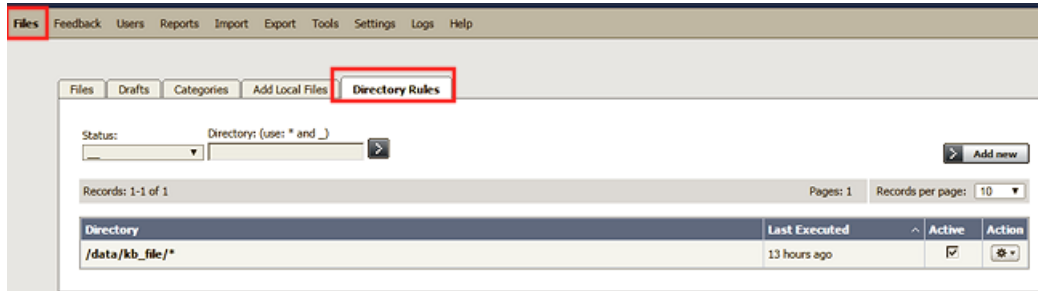 Files Feedback Users Reports Import Export Tools Settings Logs Help
Files Drafts Categories Add Local Files Directory Rules
Status: Directory: (use: * and _)
__
Add new
Records: 1-1 of 1 Pages: 1 Records per page: 10
Directory Last Executed Active Action
/data/kb_file/* 13 hours ago